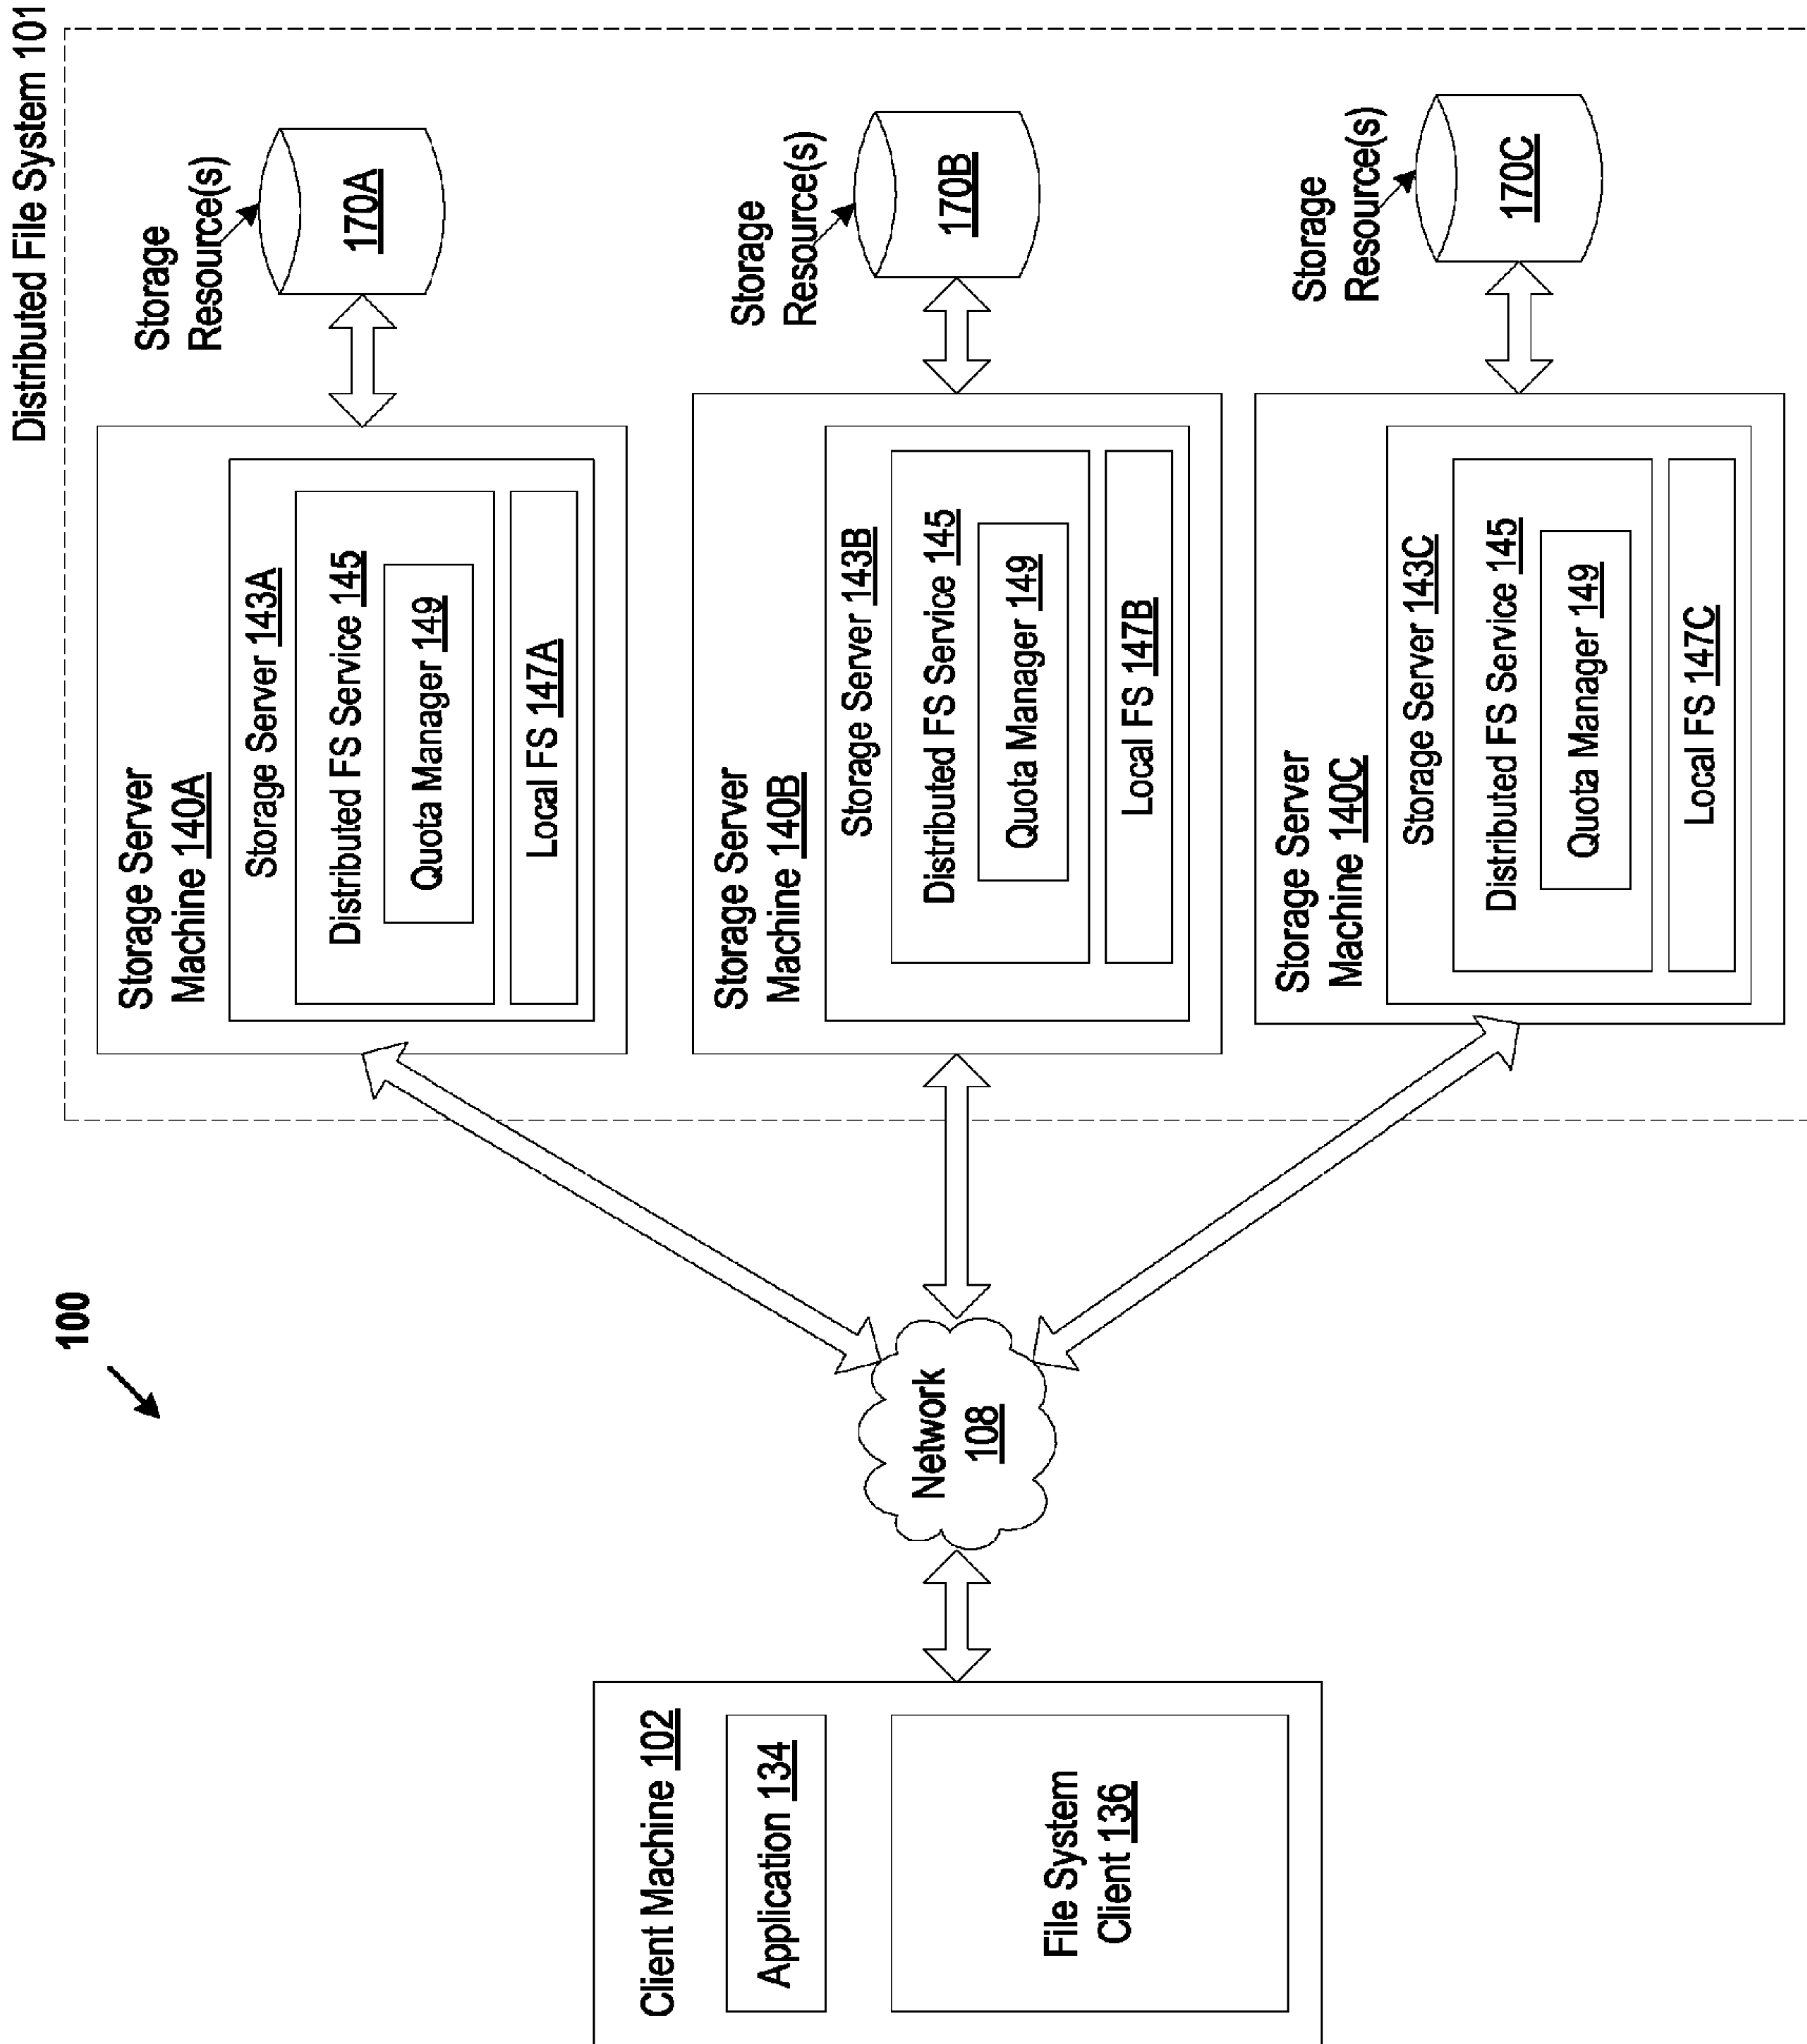 100
Distributed File System 101
Client Machine 102
Application 134
File System
Client 136
Network
108
Storage Server
Machine 140A
Storage Server 143A
Distributed FS Service 145
Quota Manager 149
Local FS 147A
Storage
Resource(s)
170A
Storage Server
Machine 140B
Storage Server 143B
Distributed FS Service 145
Quota Manager 149
Local FS 147B
Storage
Resource(s)
170B
Storage Server
Machine 140C
Storage Server 143C
Distributed FS Service 145
Quota Manager 149
Local FS 147C
Storage
Resource(s)
170C